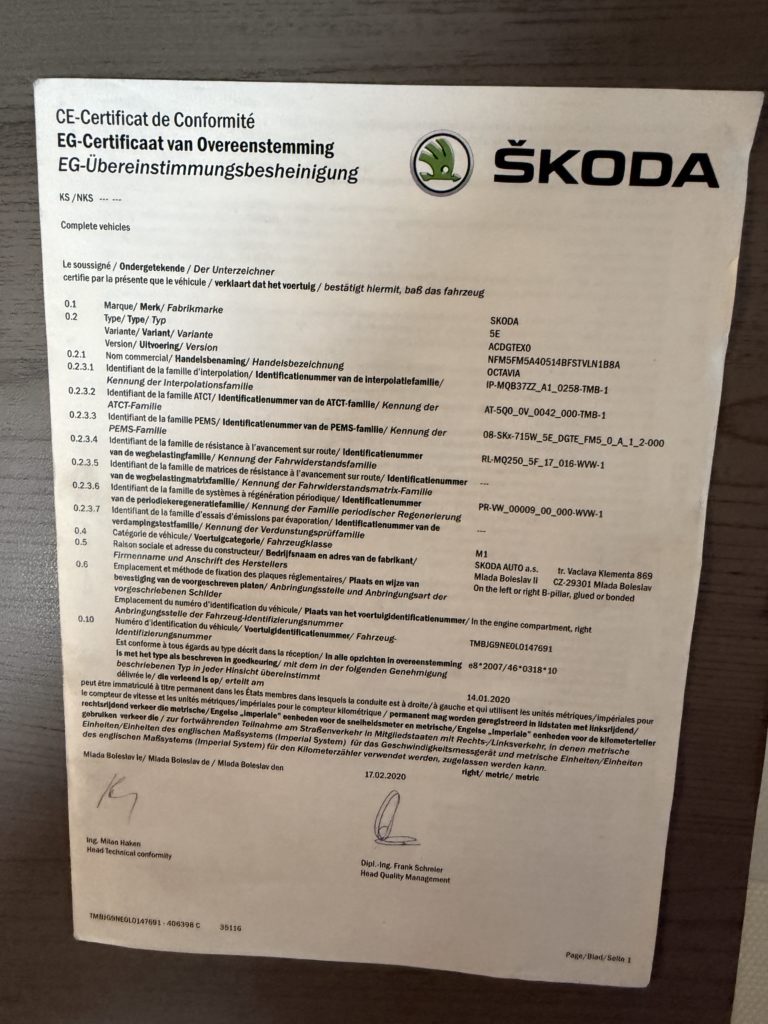 CE-Certificat de Conformité
EG-Certificaat van Overeenstemming
EG-Übereinstimmungsbesheinigung
ŠKODA
KS /NKS --- ---
Complete vehicles
Le soussigné / Ondergetekende / Der Unterzeichner
certifie par la présente que le véhicule / verklaart dat het voertuig / bestätigt hiermit, baß das fahrzeug
0.1 Marque/ Merk/ Fabrikmarke SKODA
0.2 Type/ Type/ Typ 5E
Variante/ Variant/ Variante ACDGTEX0
Version/ Uitvoering/ Version NFM5FM5A40514BFSTVLN1B8A
0.2.1 Nom commercial/ Handelsbenaming/ Handelsbezeichnung OCTAVIA
0.2.3.1 Identifiant de la famille d'interpolation/ Identificationummer van de interpolatiefamilie/ IP-MQB37ZZ_A1_0258-TMB-1
Kennung der Interpolationsfamilie
0.2.3.2 Identifiant de la famille ATCT/ Identificationummer van de ATCT-familie/ Kennung der AT-5Q0_0V_0042_000-TMB-1
ATCT-Familie
0.2.3.3 Identifiant de la famille PEMS/ Identificationummer van de PEMS-familie/ Kennung der 08-SKx-715W_5E_DGTE_FM5_0_A_1_2-000
PEMS-Familie
0.2.3.4 Identifiant de la famille de résistance à l'avancement sur route/ Identificationummer RL-MQ250_5F_17_016-WVW-1
van de wegbelastingfamilie/ Kennung der Fahrwiderstandsfamilie
0.2.3.5 Identifiant de la famille de matrices de résistance à l'avancement sur route/ Identificationummer ---
van de wegbelastingmatrixfamilie/ Kennung der Fahrwiderstandsmatrix-Familie
0.2.3.6 Identifiant de la famille de systèmes à régénération périodique/ Identificationummer PR-VW_00009_00_000-WVW-1
van de periodiekeregeneratiefamilie/ Kennung der Familie periodischer Regenerierung
0.2.3.7 Identifiant de la famille d'essais d'émissions par évaporation/ Identificationummer van de ---
verdampingstestfamilie/ Kennung der Verdunstungsprüffamilie
0.4 Catégorie de véhicule/ Voertuigcategorie/ Fahrzeugklasse M1
0.5 Raison sociale et adresse du constructeur/ Bedrijfsnaam en adres van de fabrikant/ SKODA AUTO a.s. tr. Vaclava Klementa 869
Firmenname und Anschrift des Herstellers Mlada Boleslav II CZ-29301 Mlada Boleslav
0.6 Emplacement et méthode de fixation des plaques réglementaires/ Plaats en wijze van On the left or right B-pillar, glued or bonded
bevestiging van de voorgeschreven platen/ Anbringungsstelle und Anbringungsart der
vorgeschriebenen Schilder
Emplacement du numéro d'identification du véhicule/ Plaats van het voertuigidentificatienummer/ In the engine compartment, right
Anbringungsstelle der Fahrzeug-Identifizierungsnummer
0.10 Numéro d'identification du véhicule/ Voertuigidentificatienummer/ Fahrzeug- TMBJG9NE0L0147691
Identifizierungsnummer
Est conforme à tous égards au type décrit dans la réception/ In alle opzichten in overeenstemming e8*2007/46*0318*10
is met het type als beschreven in goedkeuring/ mit dem in der folgenden Genehmigung
beschriebenen Typ in jeder Hinsicht übereinstimmt
délivrée le/ die verleend is op/ erteilt am 14.01.2020
peut être immatriculé à titre permanent dans les États membres dans lesquels la conduite est à droite/à gauche et qui utilisent les unités métriques/impériales pour
le compteur de vitesse et les unités métriques/impériales pour le compteur kilométrique / permanent mag worden geregistreerd in lidstaten met linksrijdend/
rechtsrijdend verkeer die metrische/Engelse „imperiale" eenheden voor de snelheidsmeter en metrische/Engelse „imperiale" eenheden voor de kilometerteller
gebruiken verkeer die / zur fortwährenden Teilnahme am Straßenverkehr in Mitgliedstaaten mit Rechts-/Linksverkehr, in denen metrische
Einheiten/Einheiten des englischen Maßsystems (Imperial System) für das Geschwindigkeitsmessgerät und metrische Einheiten/Einheiten
des englischen Maßsystems (Imperial System) für den Kilometerzähler verwendet werden, zugelassen werden kann.
right/ metric/ metric
Mlada Boleslav le/ Mlada Boleslav de / Mlada Boleslav den 17.02.2020
Ing. Milan Haken
Head Technical conformity
Dipl.-Ing. Frank Schreier
Head Quality Management
TMBJG9NE0L0147691 - 406398 C 35116
Page/Blad/Seite 1